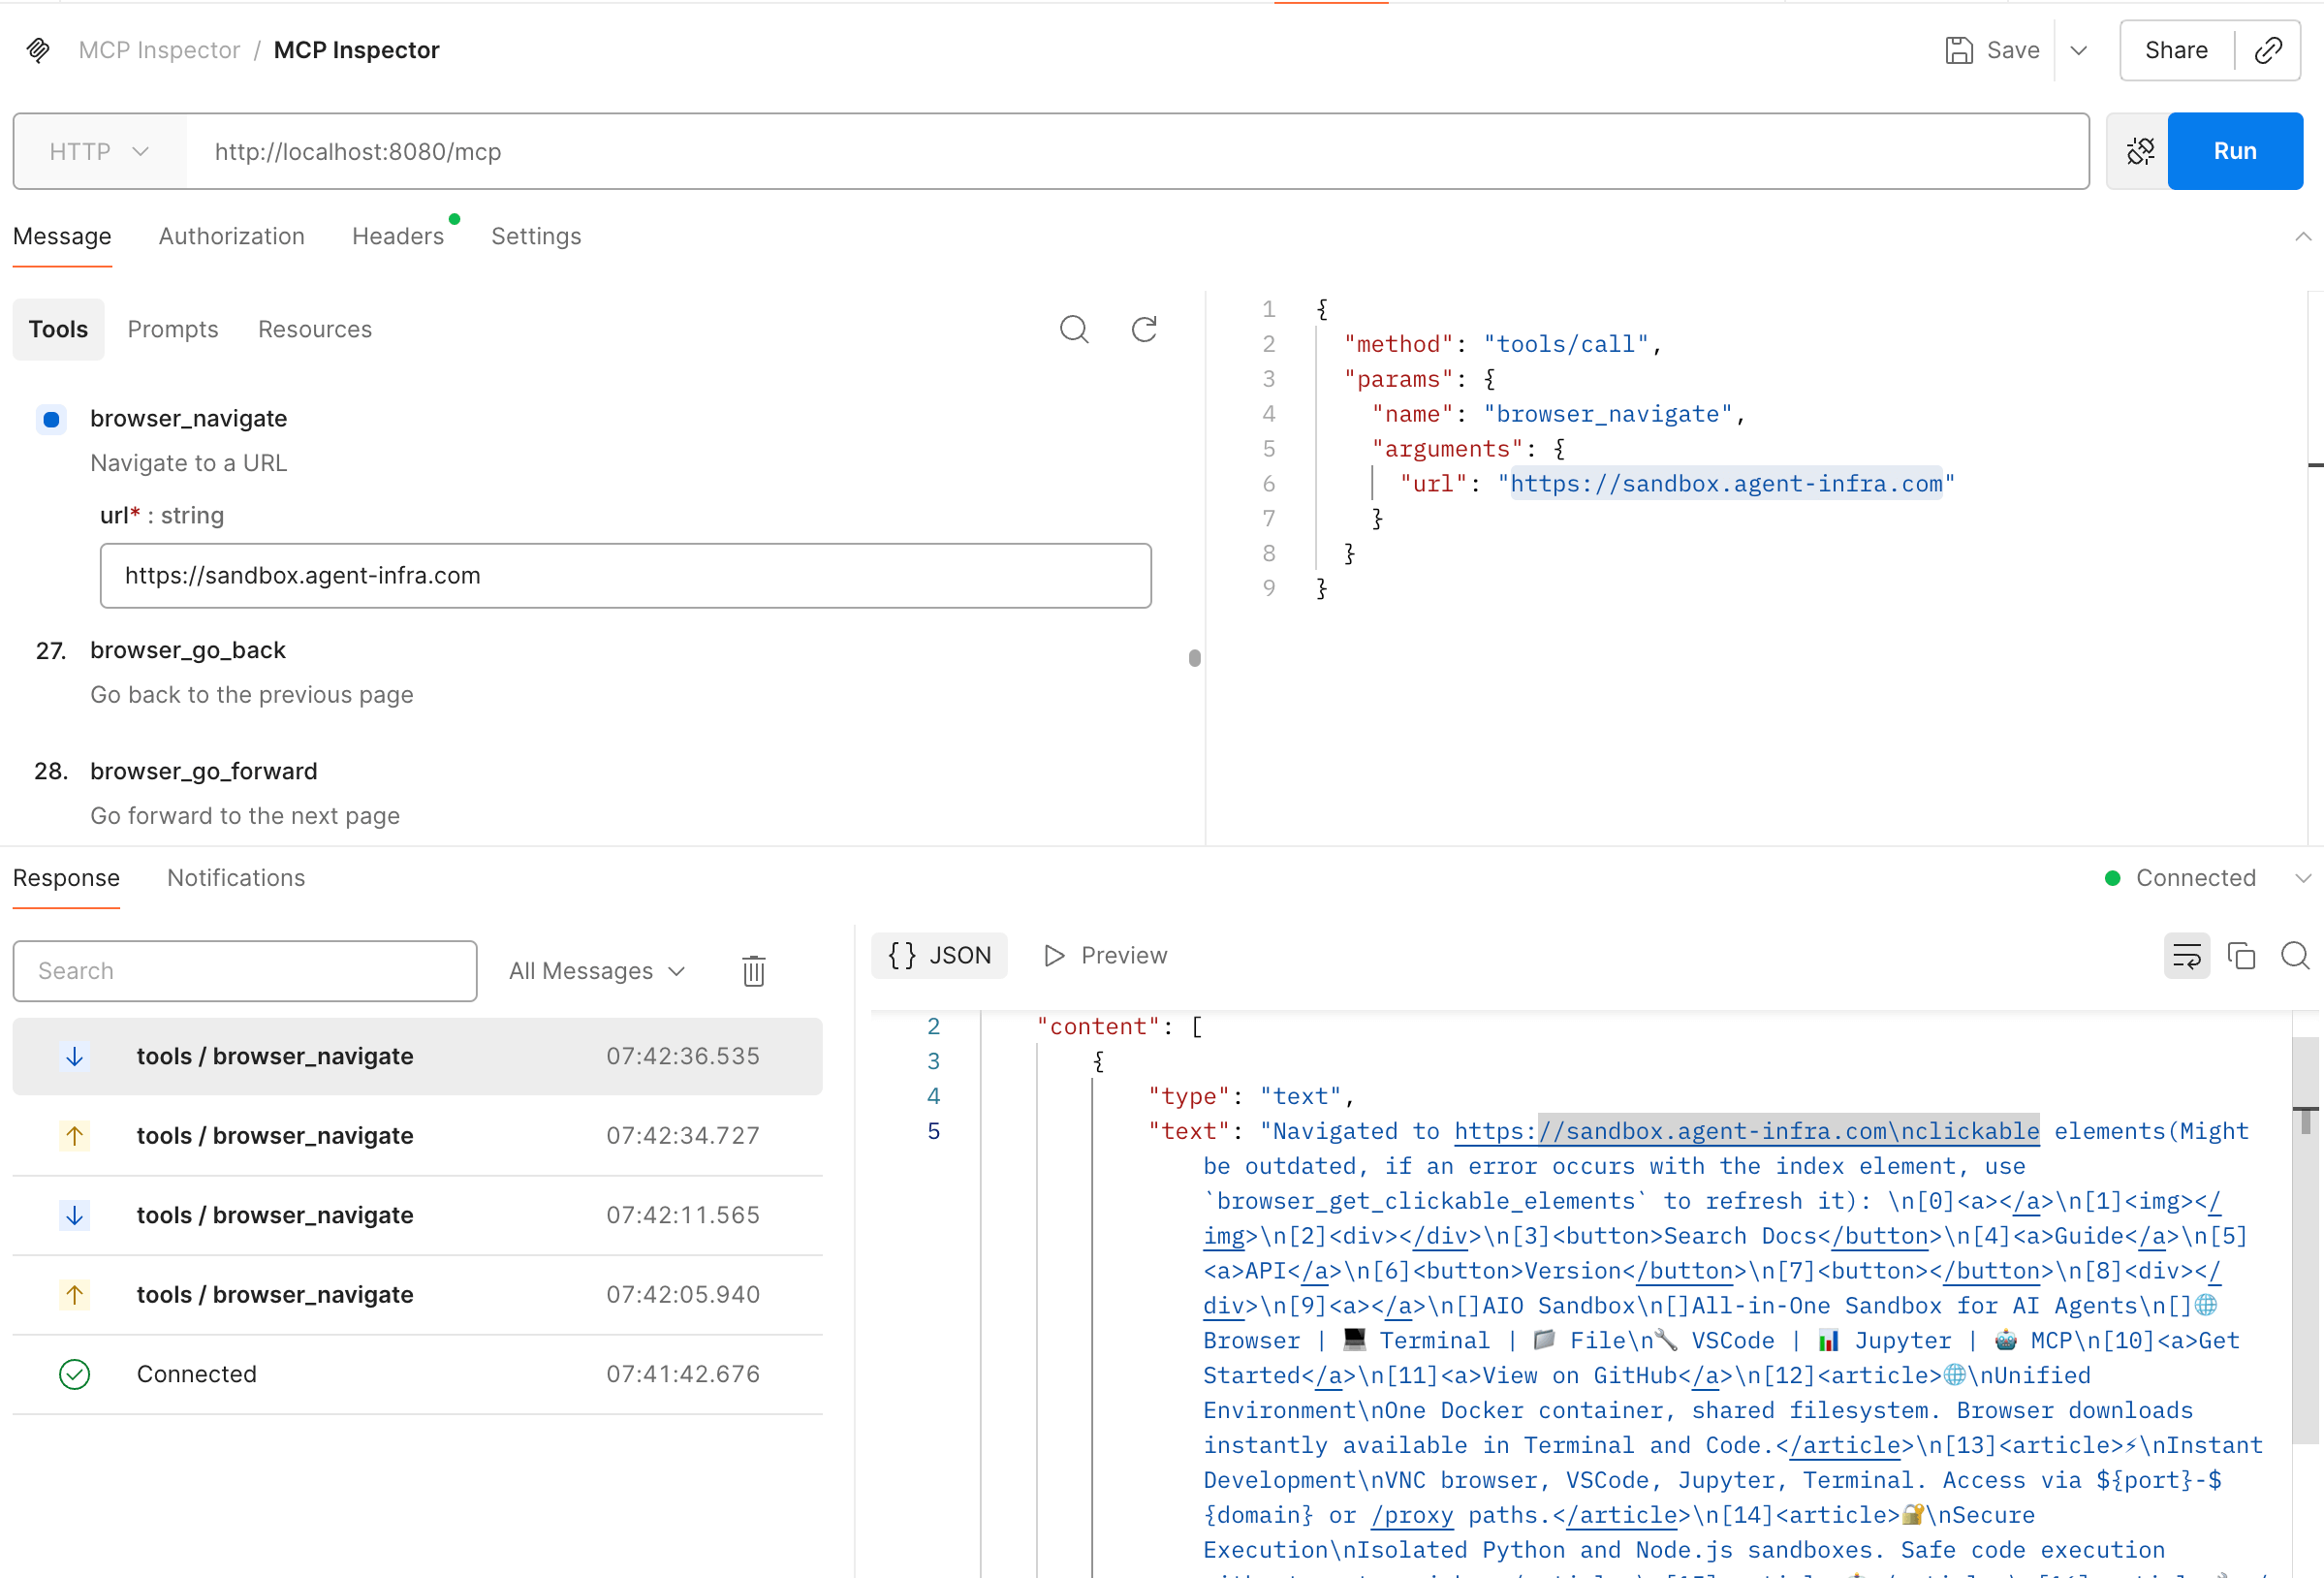 MCP Inspector / MCP Inspector
Save
Share
HTTP
http://localhost:8080/mcp
Run
Message
Authorization
Headers
Settings
Tools
Prompts
Resources
browser_navigate
Navigate to a URL
url* : string
https://sandbox.agent-infra.com
27. browser_go_back
Go back to the previous page
28. browser_go_forward
Go forward to the next page
1 {
2 "method": "tools/call",
3 "params": {
4 "name": "browser_navigate",
5 "arguments": {
6 "url": "https://sandbox.agent-infra.com"
7 }
8 }
9 }
Response
Notifications
Connected
Search
All Messages
tools / browser_navigate 07:42:36.535
tools / browser_navigate 07:42:34.727
tools / browser_navigate 07:42:11.565
tools / browser_navigate 07:42:05.940
Connected 07:41:42.676
{} JSON
Preview
2 "content": [
3 {
4 "type": "text",
5 "text": "Navigated to https://sandbox.agent-infra.com\nclickable elements(Might
be outdated, if an error occurs with the index element, use
`browser_get_clickable_elements` to refresh it): \n[0]<a></a>\n[1]<img></
img>\n[2]<div></div>\n[3]<button>Search Docs</button>\n[4]<a>Guide</a>\n[5]
<a>API</a>\n[6]<button>Version</button>\n[7]<button></button>\n[8]<div></
div>\n[9]<a></a>\n[]AIO Sandbox\n[]All-in-One Sandbox for AI Agents\n[]🌐
Browser | 💻 Terminal | 📁 File\n🔧 VSCode | 📊 Jupyter | 🤖 MCP\n[10]<a>Get
Started</a>\n[11]<a>View on GitHub</a>\n[12]<article>🌐\nUnified
Environment\nOne Docker container, shared filesystem. Browser downloads
instantly available in Terminal and Code.</article>\n[13]<article>⚡\nInstant
Development\nVNC browser, VSCode, Jupyter, Terminal. Access via ${port}-$
{domain} or /proxy paths.</article>\n[14]<article>🔐\nSecure
Execution\nIsolated Python and Node.js sandboxes. Safe code execution